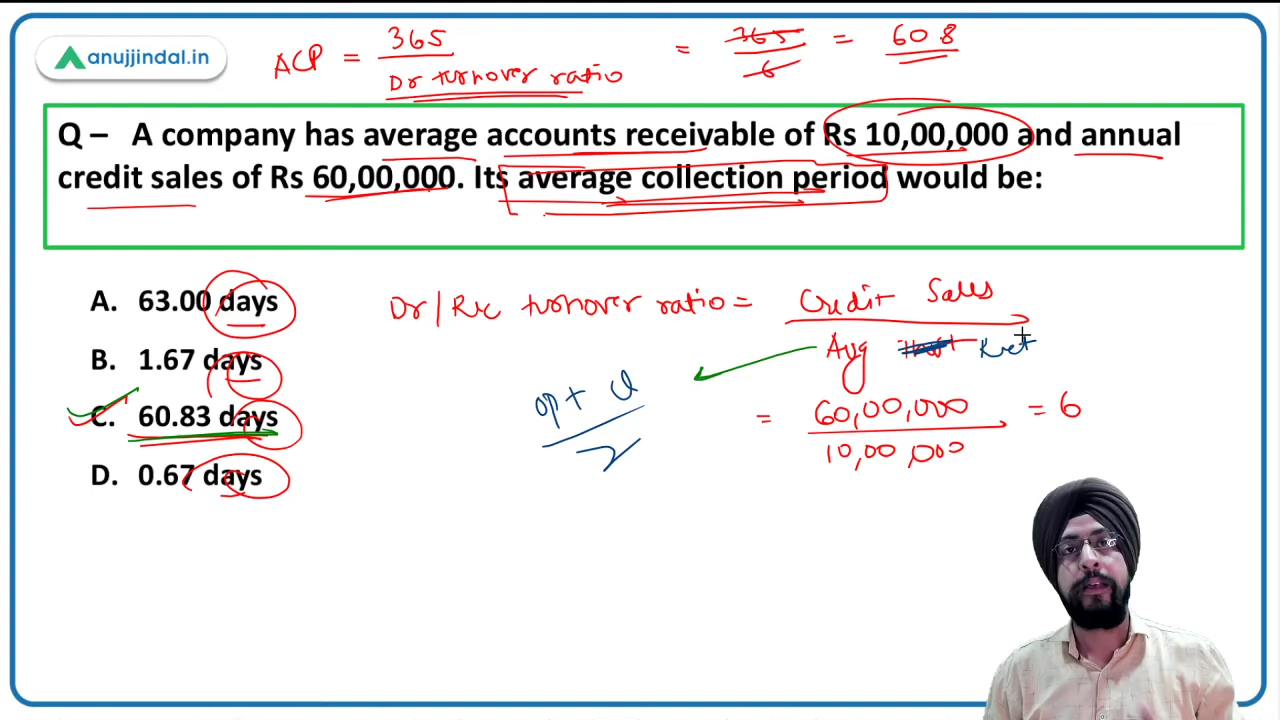 ACP = 365 / Dr turnover ratio = 365 / 6 = 60.8
anujjindal.in
Q – A company has average accounts receivable of Rs 10,00,000 and annual
credit sales of Rs 60,00,000. Its average collection period would be:
A. 63.00 days
B. 1.67 days
C. 60.83 days
D. 0.67 days
Dr / Rec turnover ratio = Credit Sales / Avg Rec
= 60,00,000 / 10,00,000 = 6
op + cl / 2